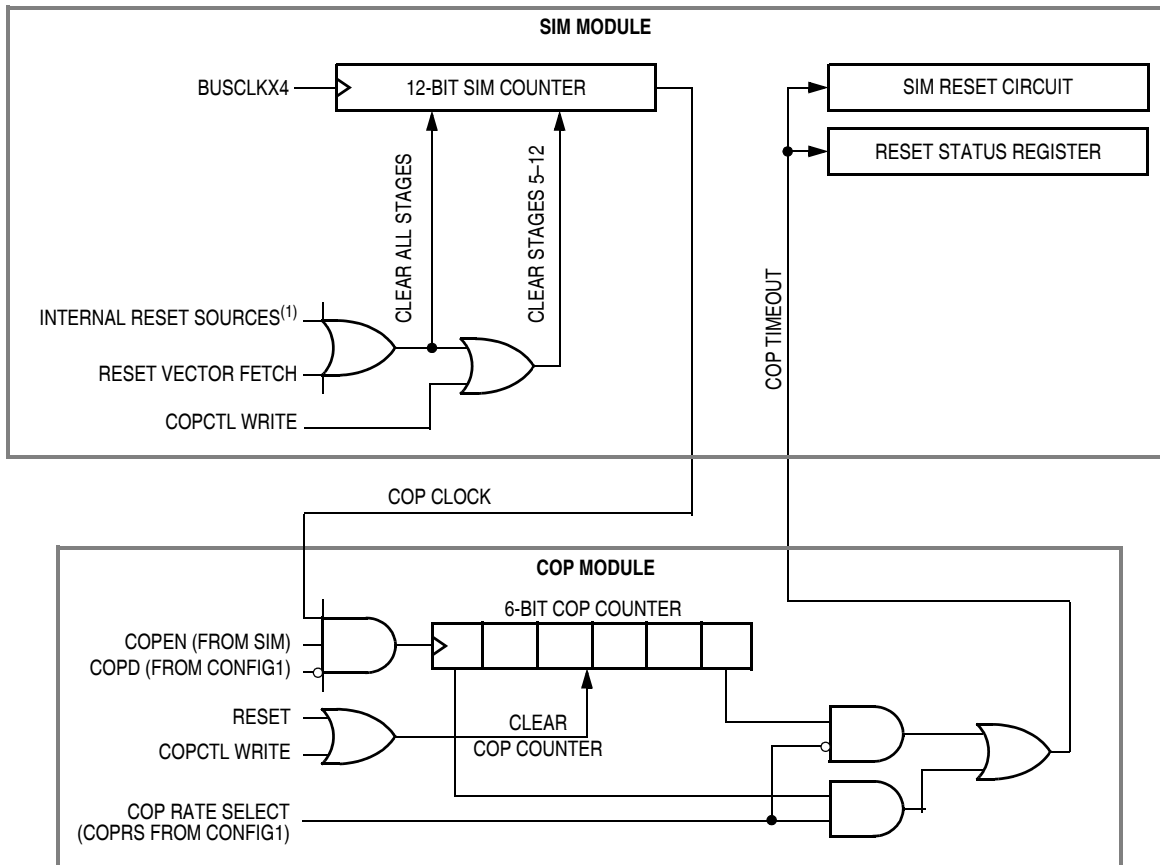 SIM MODULE
BUSCLKX4
12-BIT SIM COUNTER
SIM RESET CIRCUIT
RESET STATUS REGISTER
CLEAR ALL STAGES
CLEAR STAGES 5–12
INTERNAL RESET SOURCES(1)
RESET VECTOR FETCH
COPCTL WRITE
COP TIMEOUT
COP CLOCK
COP MODULE
6-BIT COP COUNTER
COPEN (FROM SIM)
COPD (FROM CONFIG1)
RESET
COPCTL WRITE
CLEAR
COP COUNTER
COP RATE SELECT
(COPRS FROM CONFIG1)